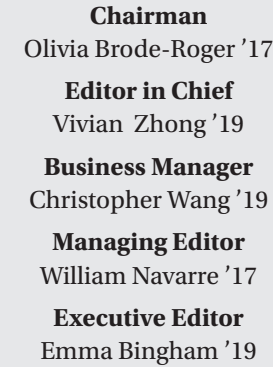 Chairman
Olivia Brode-Roger ’17
Editor in Chief
Vivian Zhong ’19
Business Manager
Christopher Wang ’19
Managing Editor
William Navarre ’17
Executive Editor
Emma Bingham ’19